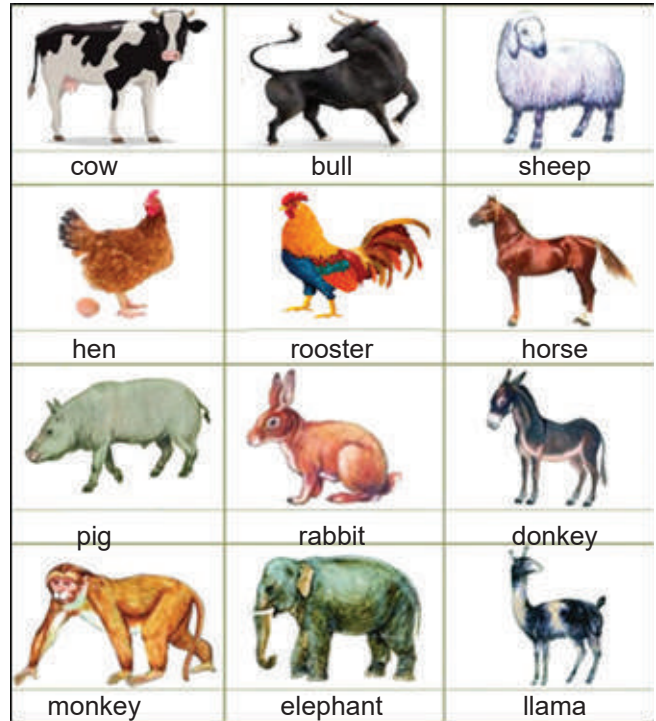 cow bull sheep
hen rooster horse
pig rabbit donkey
monkey elephant llama